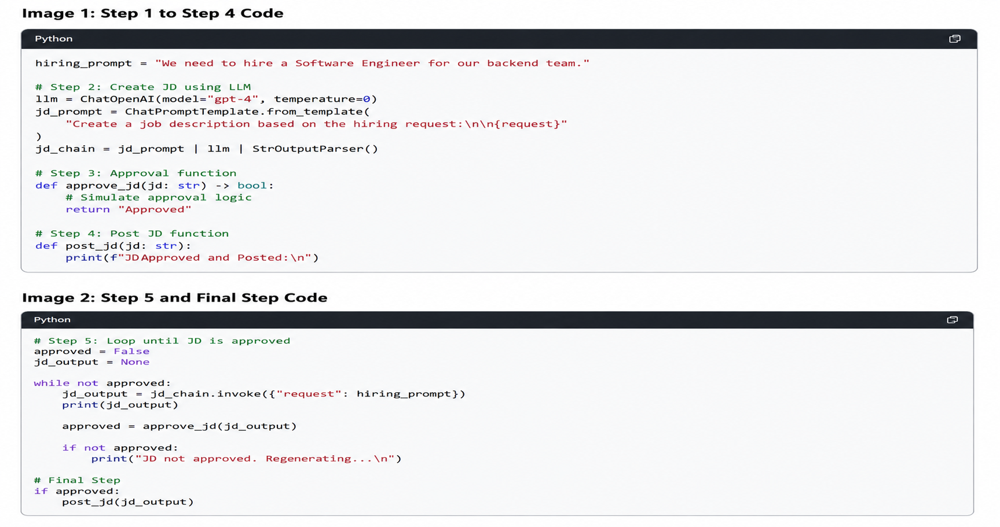 Image 1: Step 1 to Step 4 Code
Python
hiring_prompt = "We need to hire a Software Engineer for our backend team."
# Step 2: Create JD using LLM
llm = ChatOpenAI(model="gpt-4", temperature=0)
jd_prompt = ChatPromptTemplate.from_template(
    "Create a job description based on the hiring request:\n\n{request}"
)
jd_chain = jd_prompt | llm | StrOutputParser()
# Step 3: Approval function
def approve_jd(jd: str) -> bool:
    # Simulate approval logic
    return "Approved"
# Step 4: Post JD function
def post_jd(jd: str):
    print(f"JD Approved and Posted:\n")
Image 2: Step 5 and Final Step Code
Python
# Step 5: Loop until JD is approved
approved = False
jd_output = None
while not approved:
    jd_output = jd_chain.invoke({"request": hiring_prompt})
    print(jd_output)
    approved = approve_jd(jd_output)
    if not approved:
        print("JD not approved. Regenerating...\n")
# Final Step
if approved:
    post_jd(jd_output)